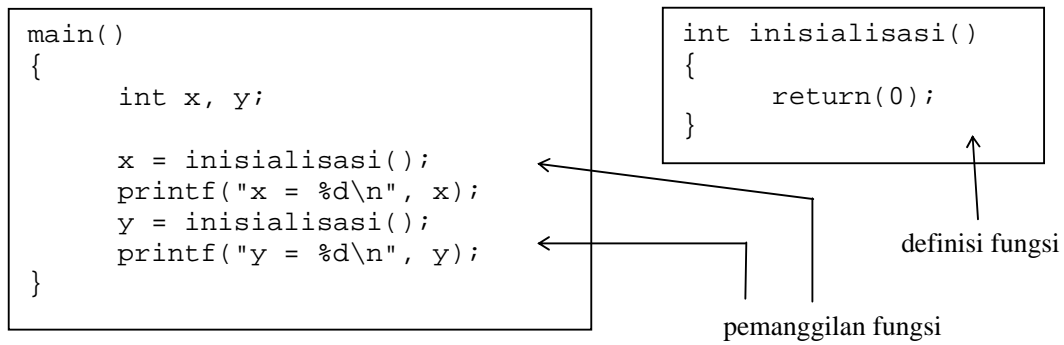 main()
{
int x, y;
x = inisialisasi();
printf("x = %d\n", x);
y = inisialisasi();
printf("y = %d\n", y);
}
int inisialisasi()
{
return(0);
}
definisi fungsi
pemanggilan fungsi